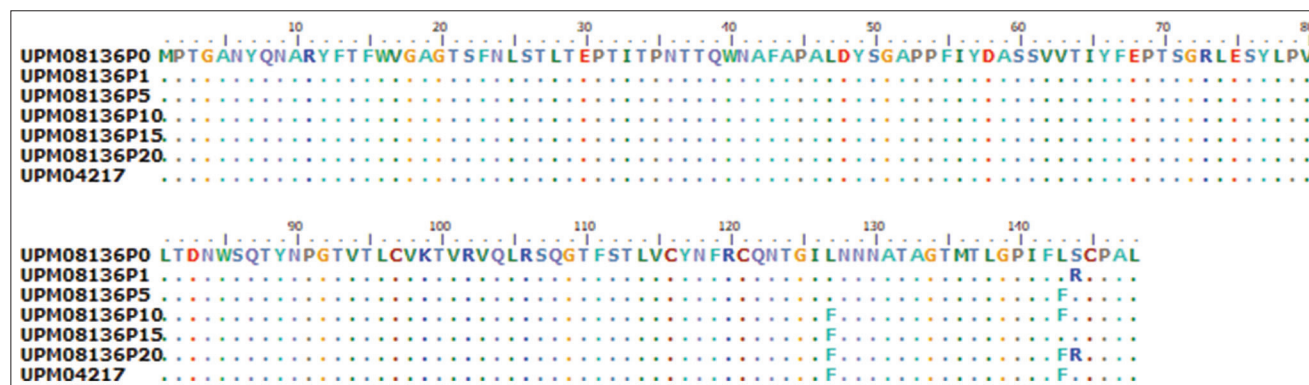 10 20 30 40 50 60 70 80
UPM08136P0 MPTGANYQNARYFTFWVGAGTSFNLSTLTEPTITPNTTQWNAFAPALDYSGAPPFIYDASSVVTIYFEPTSGRLESYLPV
UPM08136P1 ................................................................................
UPM08136P5 ................................................................................
UPM08136P10 ................................................................................
UPM08136P15 ................................................................................
UPM08136P20 ................................................................................
UPM04217 ................................................................................
90 100 110 120 130 140
UPM08136P0 LTDNWSQTYNPGTVTLCVKTVRVQLRSQGTFSTLVCYNFRCQNTGILNNNATAGTMTLGPIFLSCPAL
UPM08136P1 ...............................................................R....
UPM08136P5 ..............................................................F.....
UPM08136P10 ..............................................F...............F.....
UPM08136P15 ..............................................F.....................
UPM08136P20 ..............................................F...............FR....
UPM04217 ..............................................F...............F.....